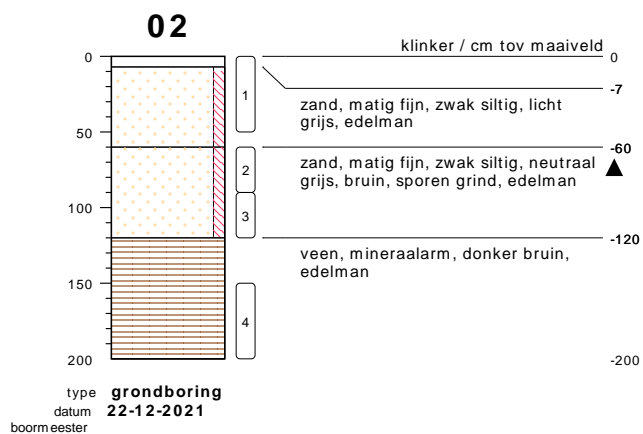 02
klinker / cm tov maaiveld
0
0
-7
1
zand, matig fijn, zwak siltig, licht
grijs, edelman
50
-60
2
zand, matig fijn, zwak siltig, neutraal
grijs, bruin, sporen grind, edelman
100
3
-120
veen, mineraalarm, donker bruin,
edelman
150
4
200
-200
type grondboring
datum 22-12-2021
boormeester